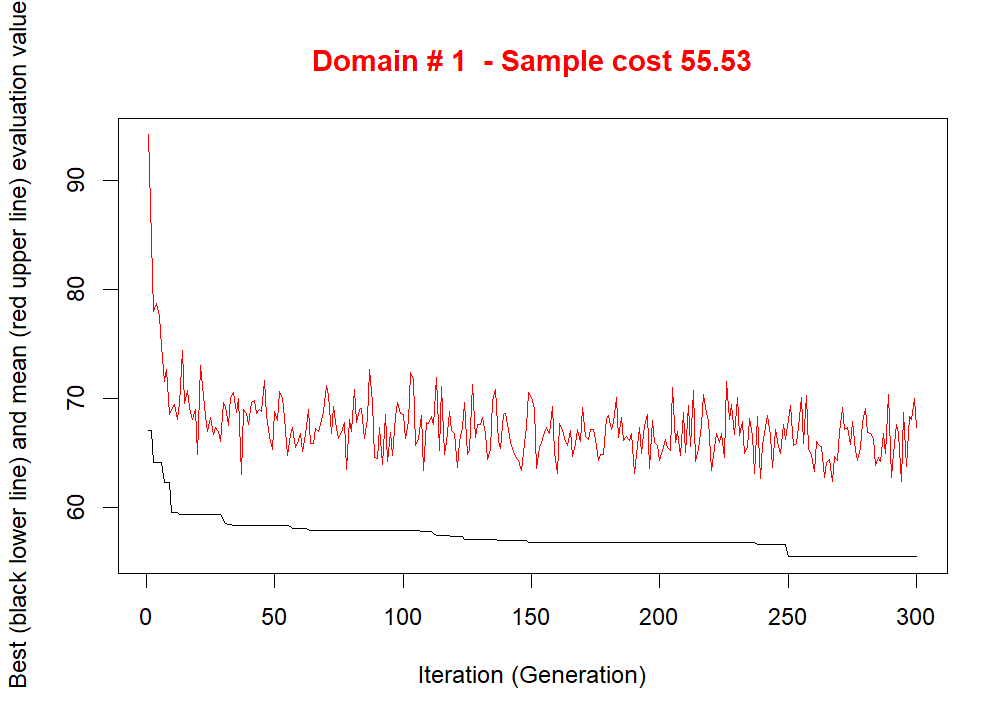 Domain # 1  - Sample cost 55.53
Best (black lower line) and mean (red upper line) evaluation value
90
80
70
60
0 50 100 150 200 250 300
Iteration (Generation)